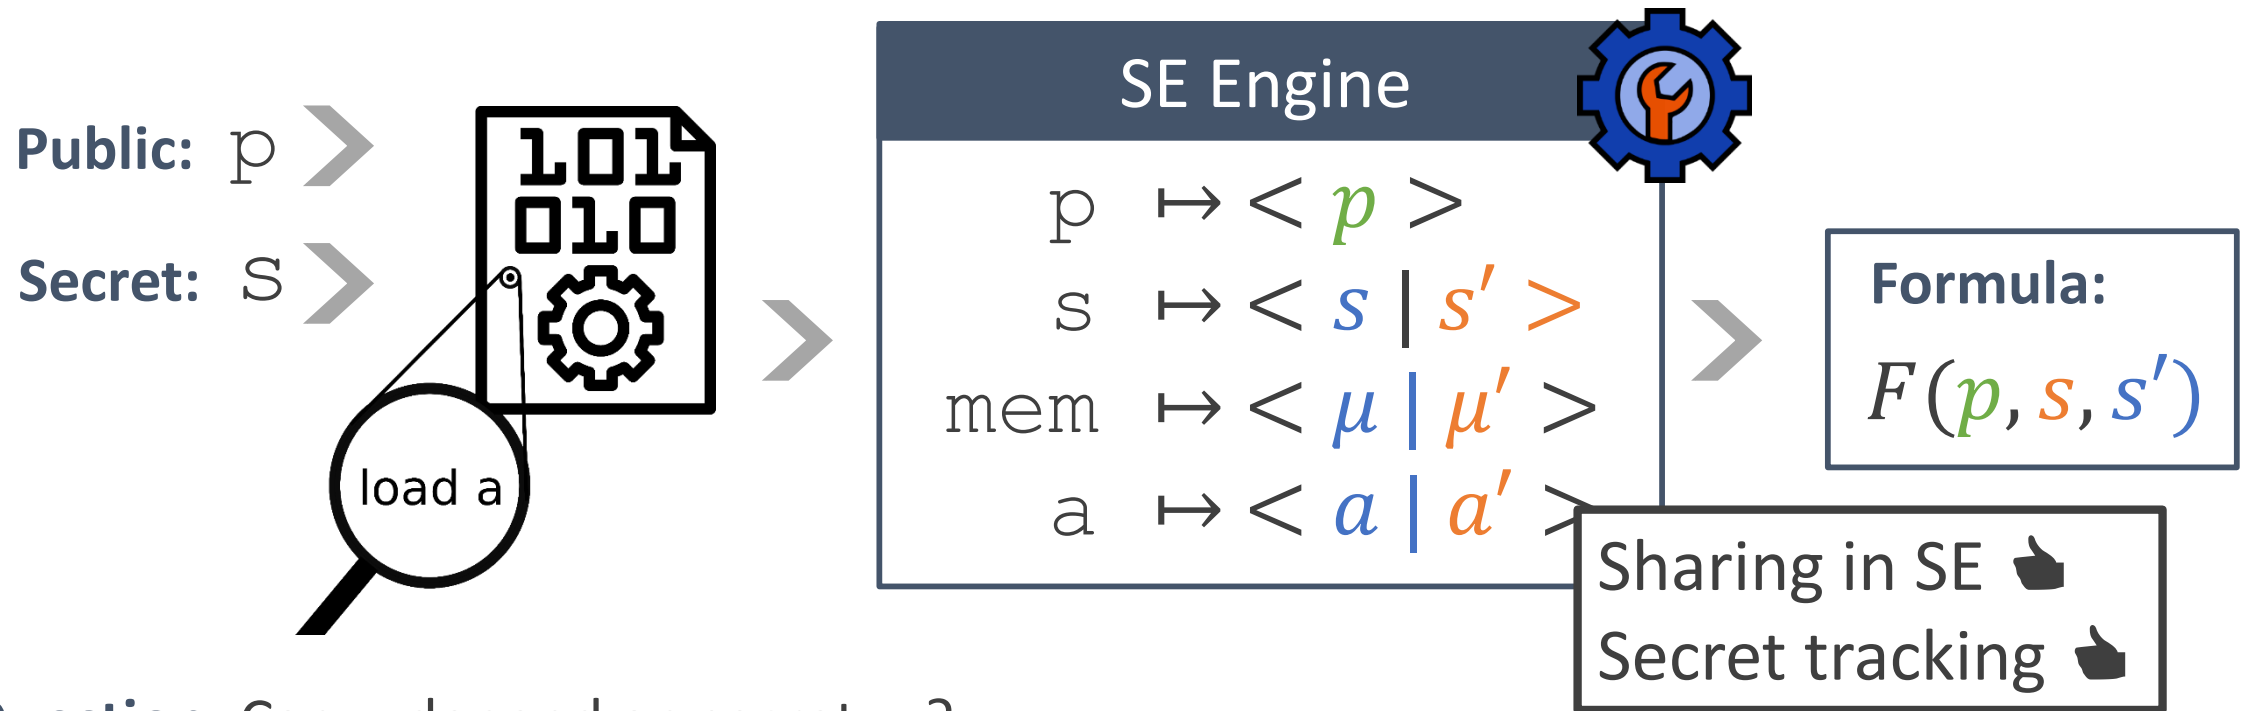 Public: p
Secret: s
101
010
load a
SE Engine
p ↦ < p >
s ↦ < s | s′ >
mem ↦ < μ | μ′ >
a ↦ < a | a′ >
Formula:
F(p, s, s′)
Sharing in SE 👍
Secret tracking 👍